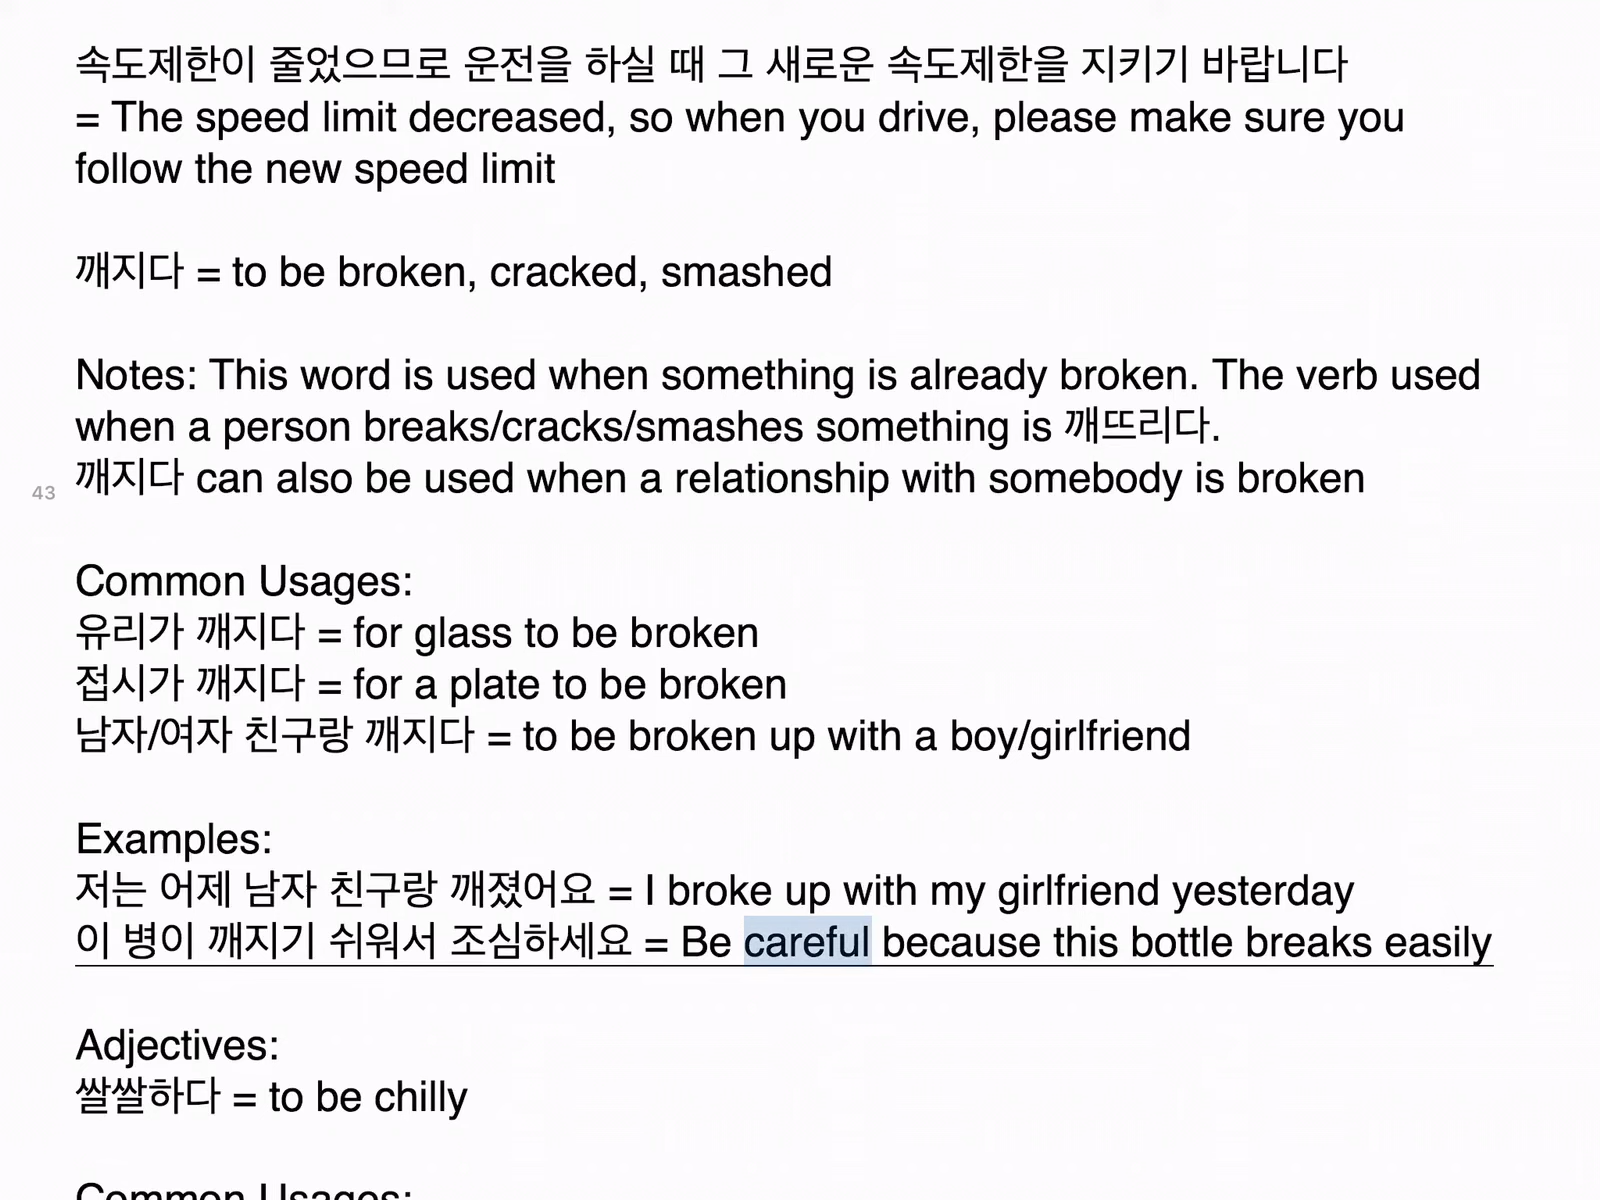 속도제한이 줄었으므로 운전을 하실 때 그 새로운 속도제한을 지키기 바랍니다
= The speed limit decreased, so when you drive, please make sure you
follow the new speed limit
깨지다 = to be broken, cracked, smashed
Notes: This word is used when something is already broken. The verb used
when a person breaks/cracks/smashes something is 깨뜨리다.
43
깨지다 can also be used when a relationship with somebody is broken
Common Usages:
유리가 깨지다 = for glass to be broken
접시가 깨지다 = for a plate to be broken
남자/여자 친구랑 깨지다 = to be broken up with a boy/girlfriend
Examples:
저는 어제 남자 친구랑 깨졌어요 = I broke up with my girlfriend yesterday
이 병이 깨지기 쉬워서 조심하세요 = Be careful because this bottle breaks easily
Adjectives:
쌀쌀하다 = to be chilly
Common Usages: